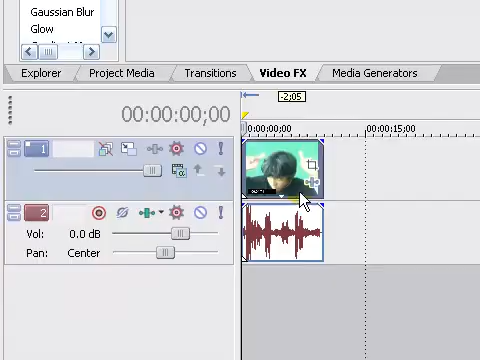 Gaussian Blur
Glow
Explorer Project Media Transitions Video FX Media Generators
-2;05
00:00:00;00
0:00:00;00 00:00:15;00
1
2
Vol: 0.0 dB
Pan: Center